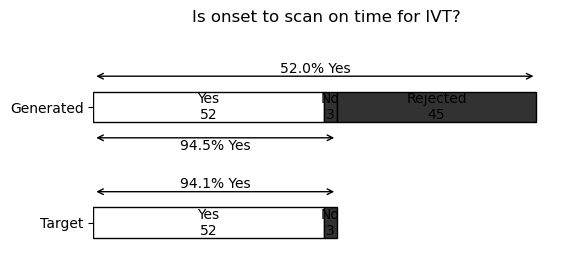 Is onset to scan on time for IVT?
52.0% Yes
Generated
Yes
52
No
3
Rejected
45
94.5% Yes
94.1% Yes
Target
Yes
52
No
3